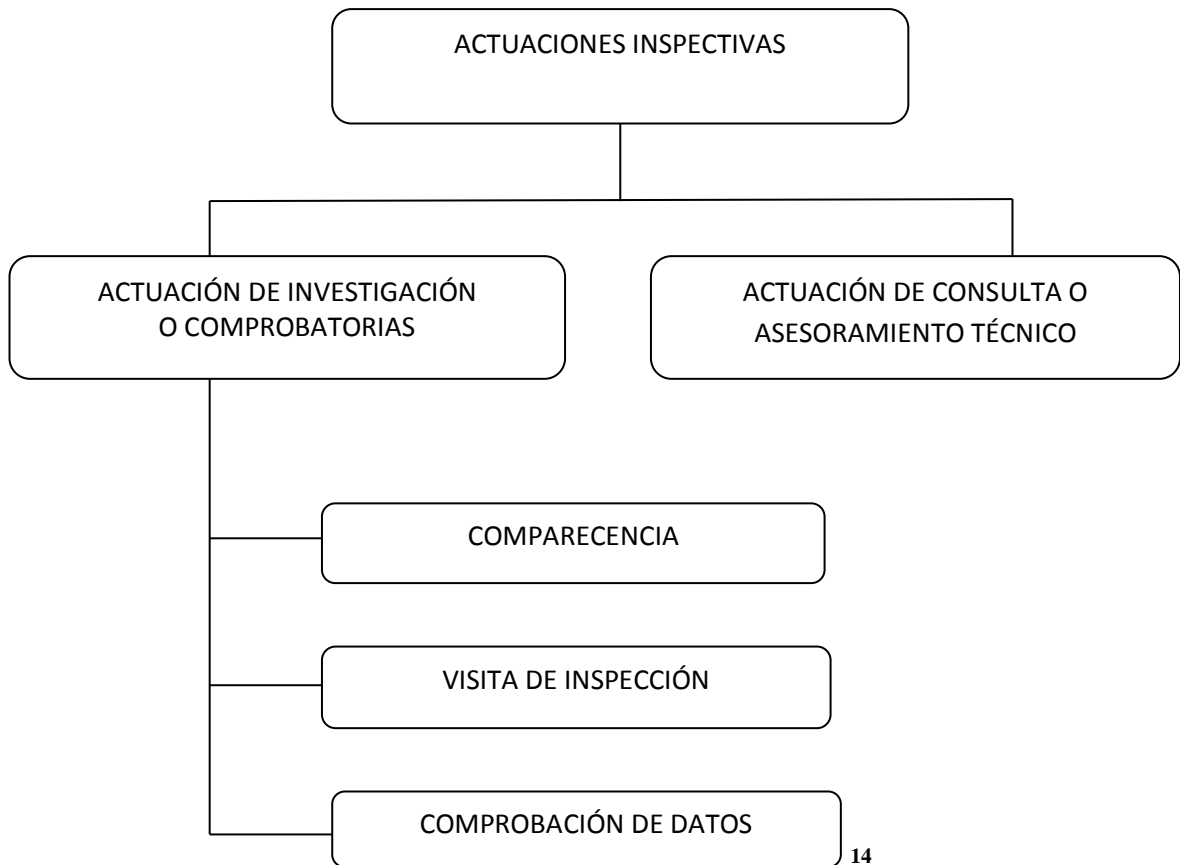 ACTUACIONES INSPECTIVAS
ACTUACIÓN DE INVESTIGACIÓN
O COMPROBATORIAS
ACTUACIÓN DE CONSULTA O
ASESORAMIENTO TÉCNICO
COMPARECENCIA
VISITA DE INSPECCIÓN
COMPROBACIÓN DE DATOS
14